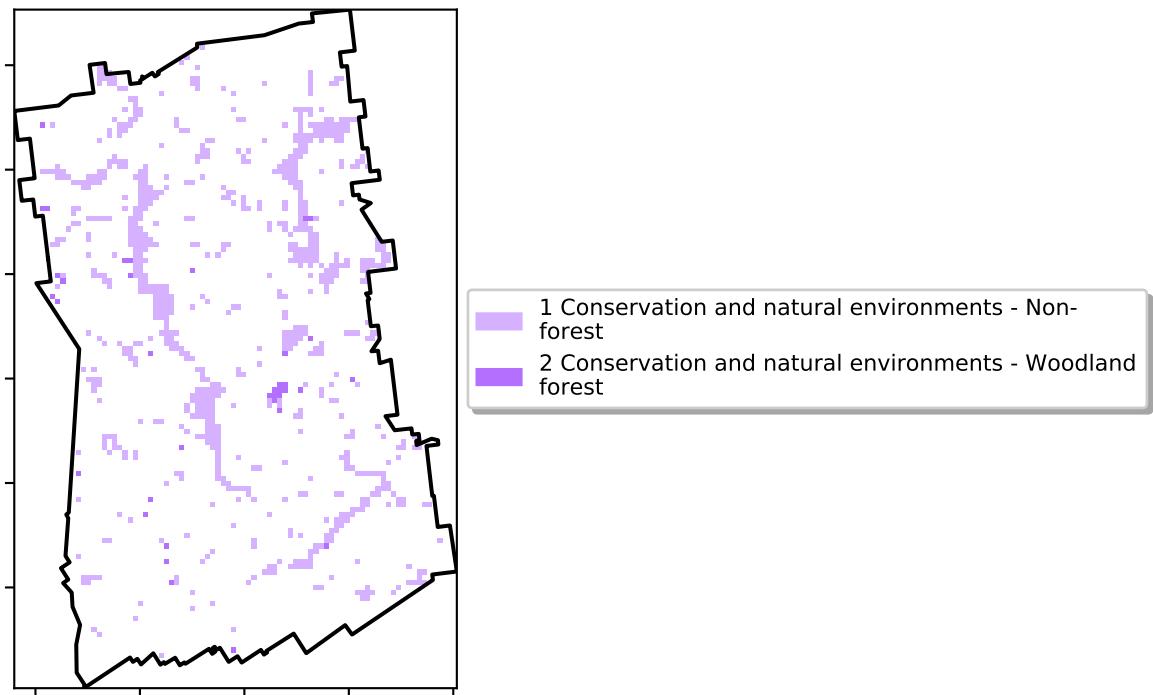 1 Conservation and natural environments - Non-
forest
2 Conservation and natural environments - Woodland
forest